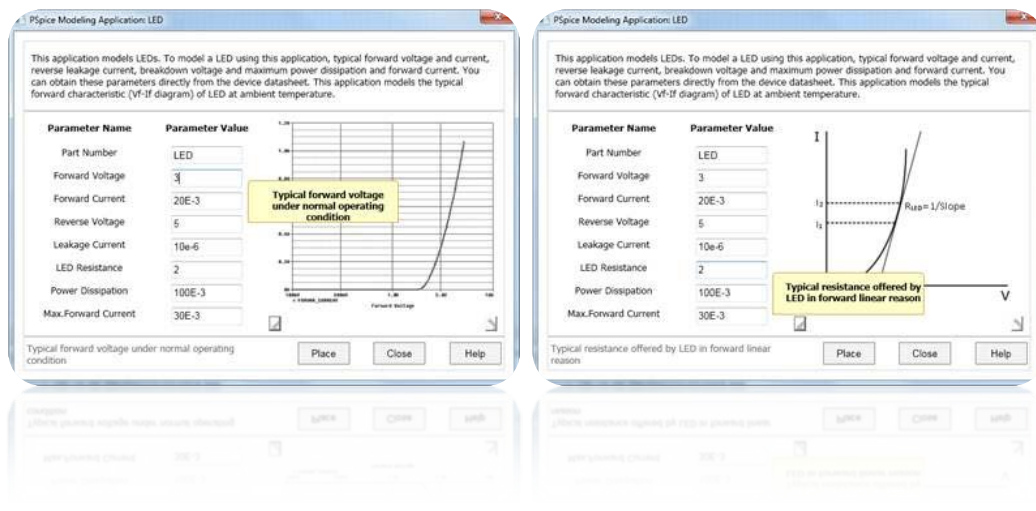 PSpice Modeling Application: LED
This application models LEDs. To model a LED using this application, typical forward voltage and current,
reverse leakage current, breakdown voltage and maximum power dissipation and forward current. You
can obtain these parameters directly from the device datasheet. This application models the typical
forward characteristic (Vf-If diagram) of LED at ambient temperature.
Parameter Name Parameter Value
Part Number LED
Forward Voltage 3
Forward Current 20E-3
Reverse Voltage 5
Leakage Current 10e-6
LED Resistance 2
Power Dissipation 100E-3
Max.Forward Current 30E-3
Typical forward voltage
under normal operating
condition
Forward Voltage
Typical forward voltage under normal operating
condition
Place Close Help
PSpice Modeling Application: LED
This application models LEDs. To model a LED using this application, typical forward voltage and current,
reverse leakage current, breakdown voltage and maximum power dissipation and forward current. You
can obtain these parameters directly from the device datasheet. This application models the typical
forward characteristic (Vf-If diagram) of LED at ambient temperature.
Parameter Name Parameter Value
Part Number LED
Forward Voltage 3
Forward Current 20E-3
Reverse Voltage 5
Leakage Current 10e-6
LED Resistance 2
Power Dissipation 100E-3
Max.Forward Current 30E-3
I
I₂
I₁
R_LED=1/Slope
V
Typical resistance offered by
LED in forward linear reason
Typical resistance offered by LED in forward linear
reason
Place Close Help